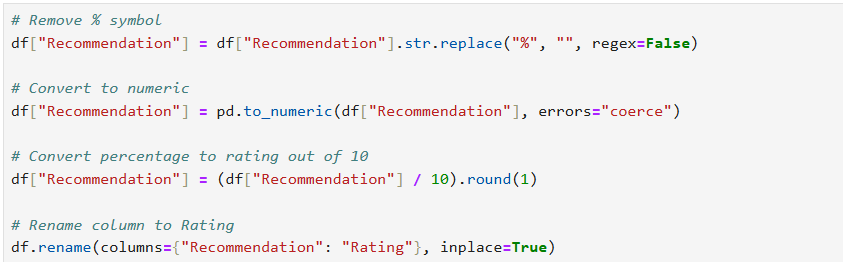 # Remove % symbol
df["Recommendation"] = df["Recommendation"].str.replace("%", "", regex=False)
# Convert to numeric
df["Recommendation"] = pd.to_numeric(df["Recommendation"], errors="coerce")
# Convert percentage to rating out of 10
df["Recommendation"] = (df["Recommendation"] / 10).round(1)
# Rename column to Rating
df.rename(columns={"Recommendation": "Rating"}, inplace=True)